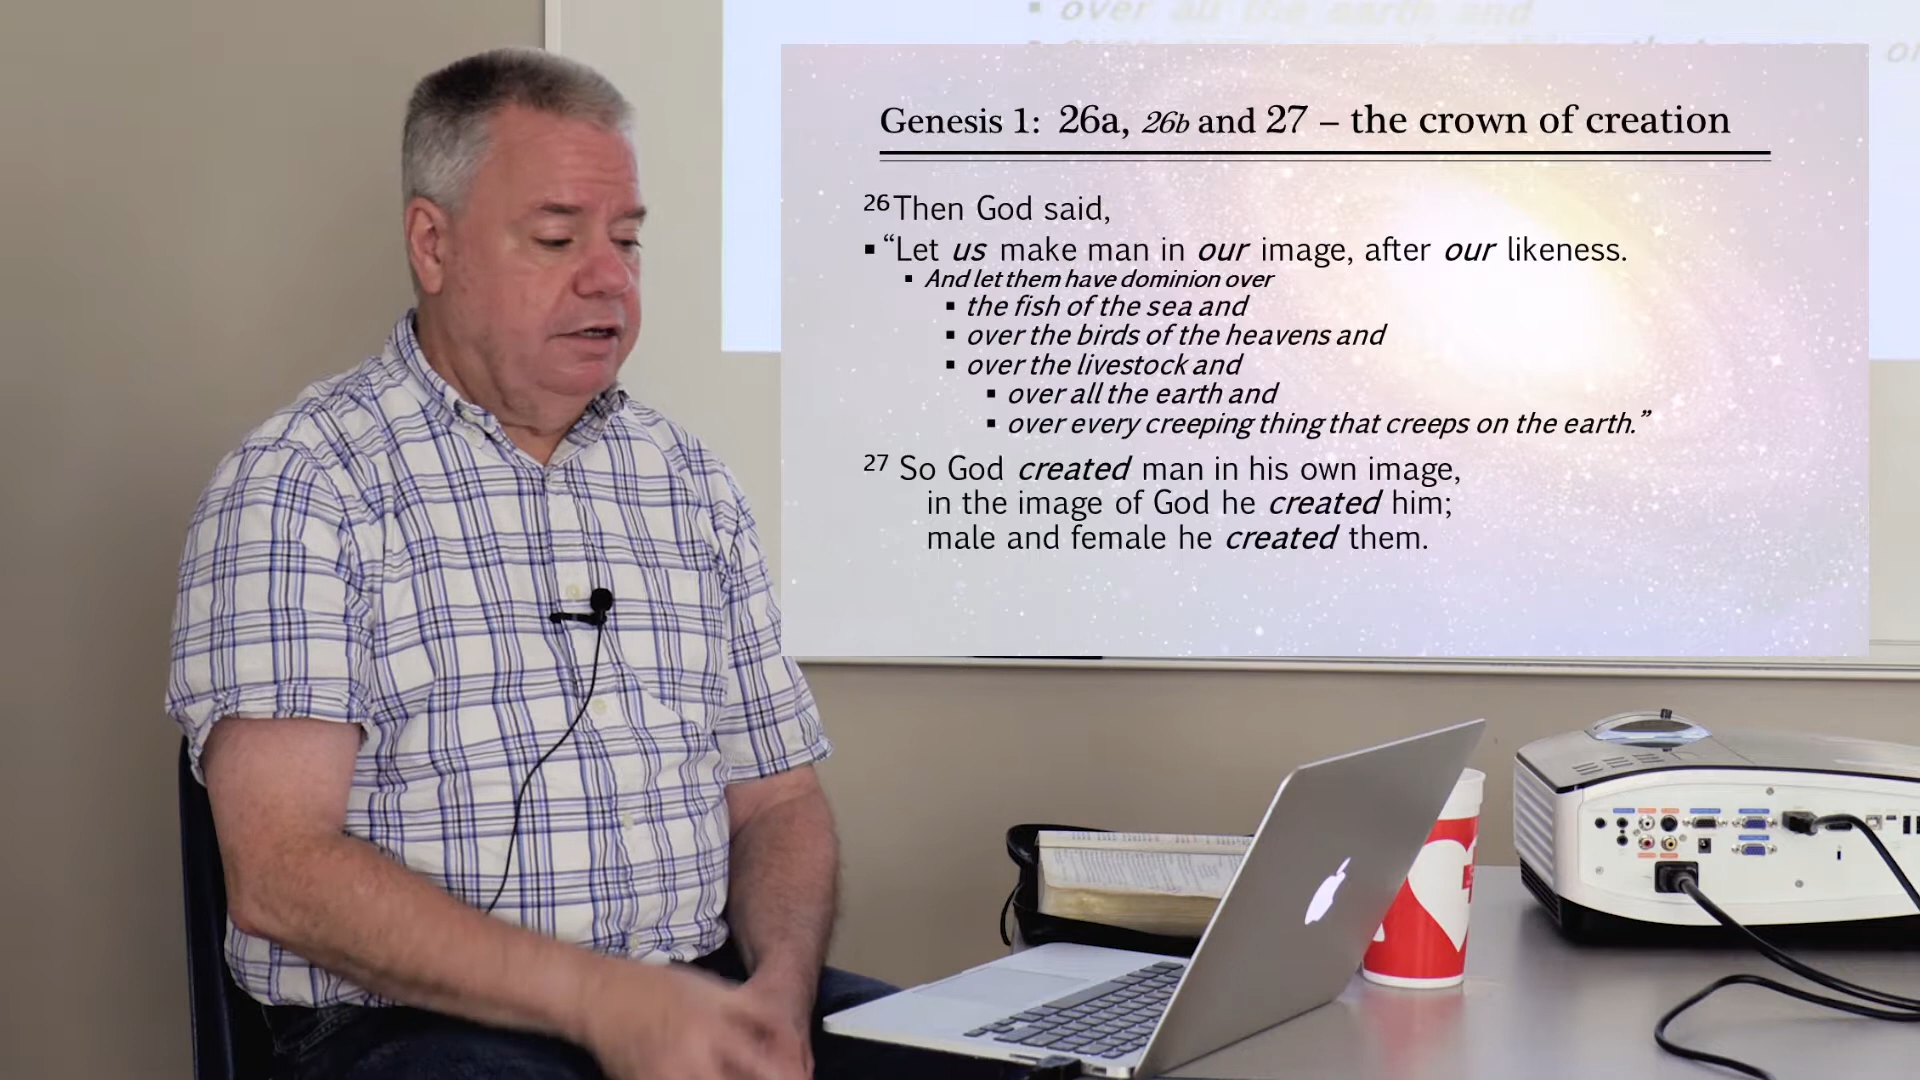 over all the earth and
Genesis 1: 26a, 26b and 27 – the crown of creation
26 Then God said,
▪ “Let us make man in our image, after our likeness.
▪ And let them have dominion over
▪ the fish of the sea and
▪ over the birds of the heavens and
▪ over the livestock and
▪ over all the earth and
▪ over every creeping thing that creeps on the earth.”
27 So God created man in his own image,
in the image of God he created him;
male and female he created them.